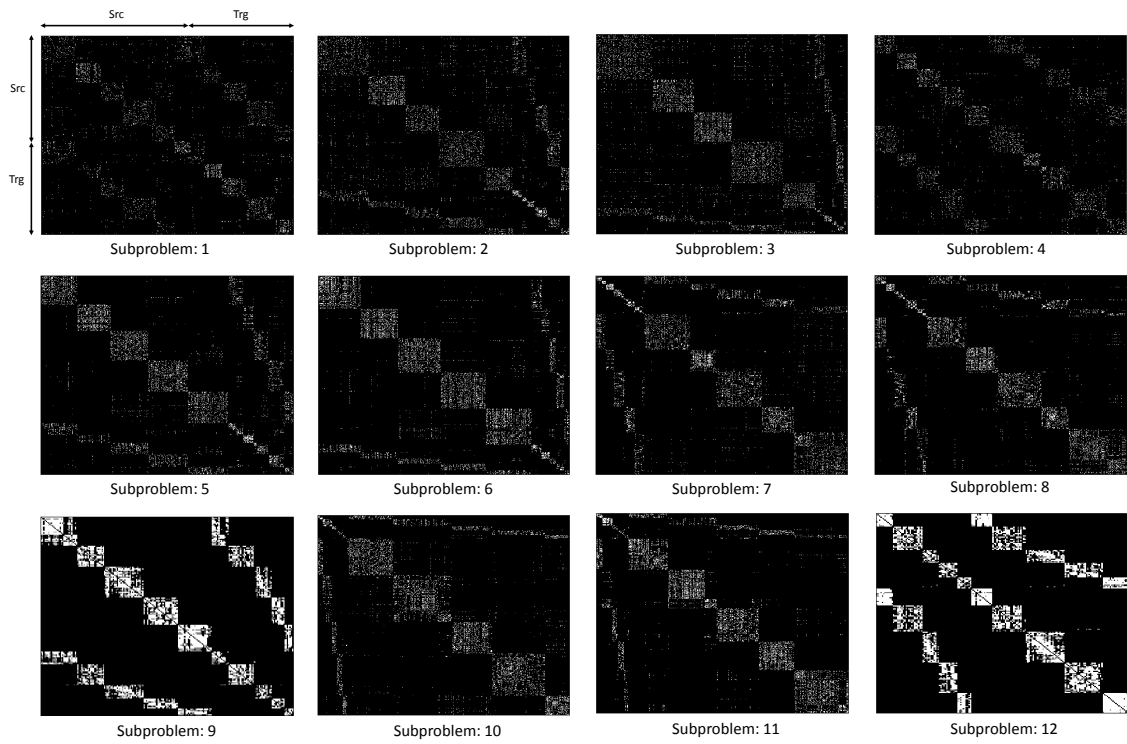 Src Trg
Src
Trg
Subproblem: 1 Subproblem: 2 Subproblem: 3 Subproblem: 4
Subproblem: 5 Subproblem: 6 Subproblem: 7 Subproblem: 8
Subproblem: 9 Subproblem: 10 Subproblem: 11 Subproblem: 12